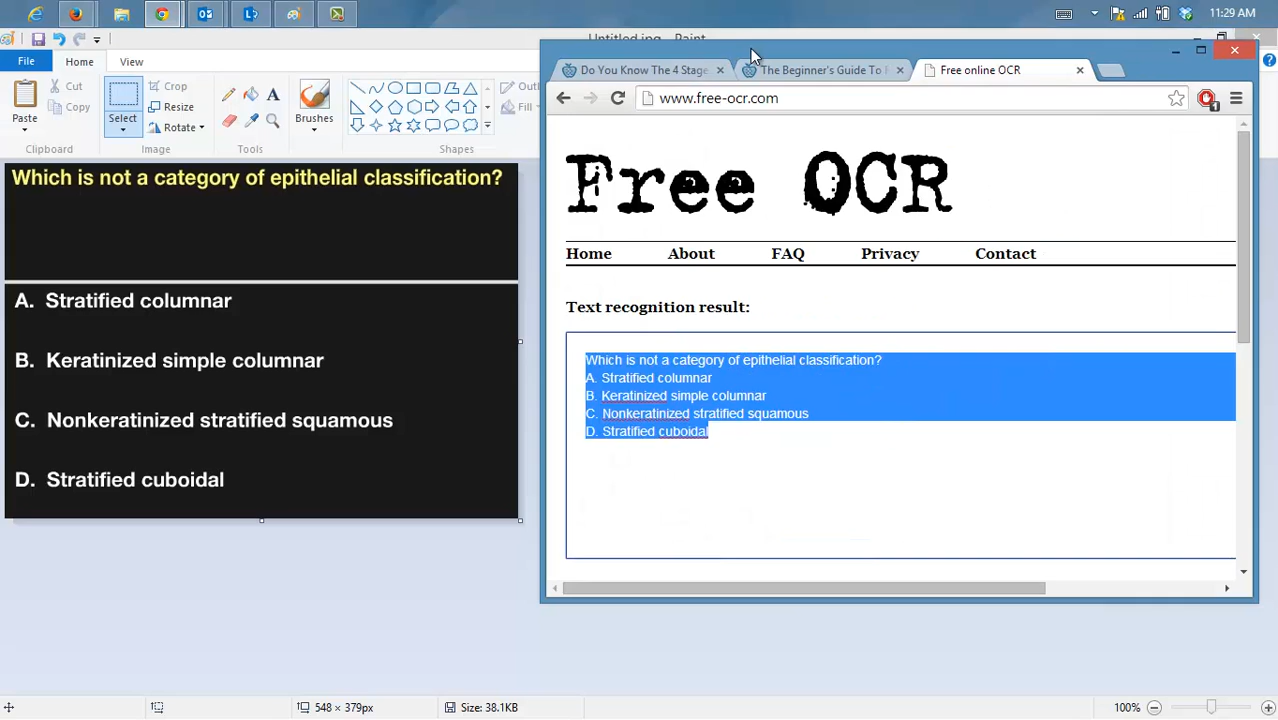 11:29 AM
Untitled.jpg - Paint
File
Home
View
Paste
Cut
Copy
Clipboard
Select
Crop
Resize
Rotate
Image
Tools
Brushes
Outl
Fill
Shapes
Which is not a category of epithelial classification?
A. Stratified columnar
B. Keratinized simple columnar
C. Nonkeratinized stratified squamous
D. Stratified cuboidal
Do You Know The 4 Stage
The Beginner's Guide To F
Free online OCR
www.free-ocr.com
Free OCR
Home About FAQ Privacy Contact
Text recognition result:
Which is not a category of epithelial classification?
A. Stratified columnar
B. Keratinized simple columnar
C. Nonkeratinized stratified squamous
D. Stratified cuboidal
548 × 379px
Size: 38.1KB
100%